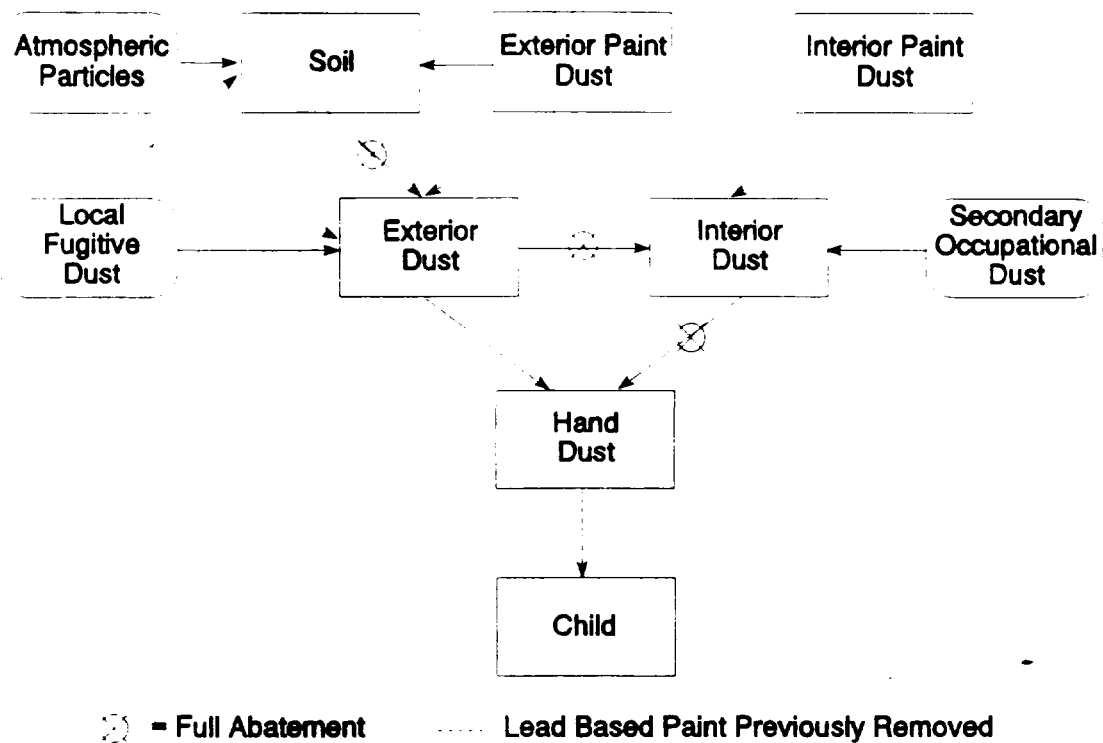 Atmospheric
Particles
Soil
Exterior Paint
Dust
Interior Paint
Dust
Local
Fugitive
Dust
Exterior
Dust
Interior
Dust
Secondary
Occupational
Dust
Hand
Dust
Child
= Full Abatement
Lead Based Paint Previously Removed